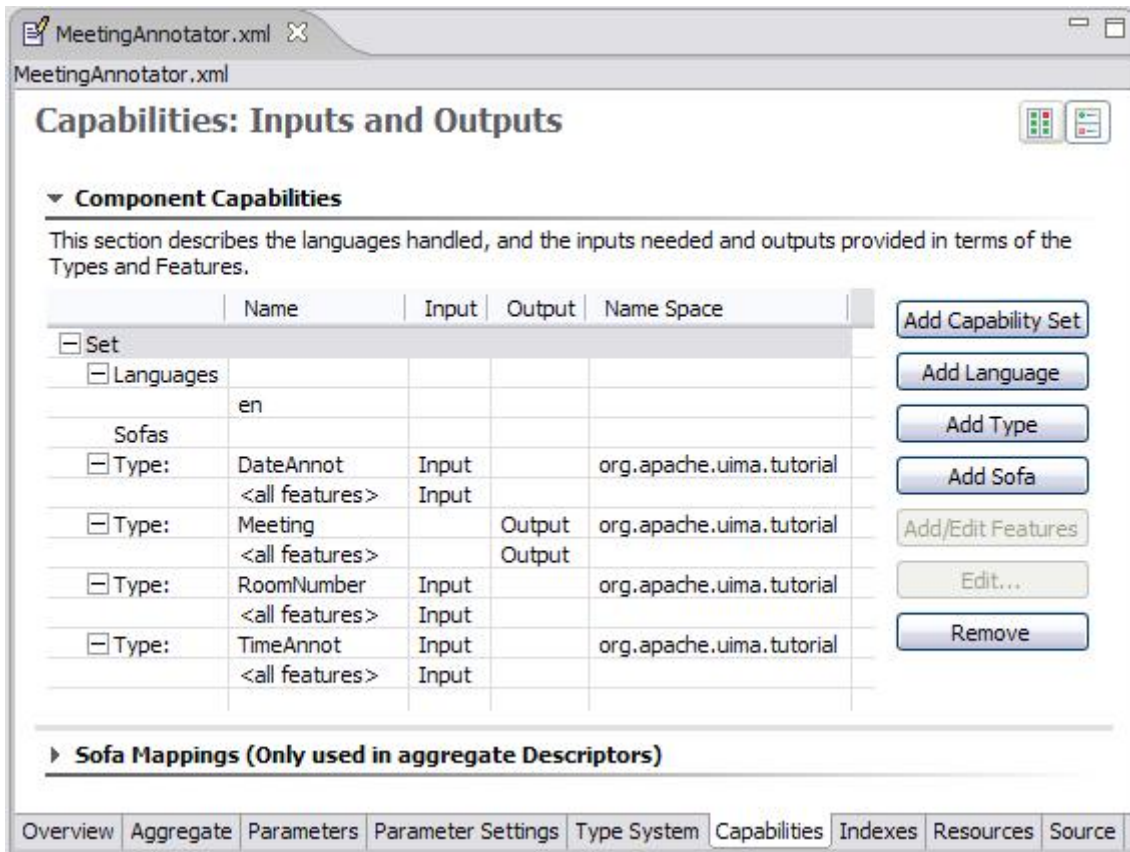 MeetingAnnotator.xml
MeetingAnnotator.xml
Capabilities: Inputs and Outputs
Component Capabilities
This section describes the languages handled, and the inputs needed and outputs provided in terms of the
Types and Features.
Name Input Output Name Space
Set
Languages
en
Sofas
Type: DateAnnot Input org.apache.uima.tutorial
<all features> Input
Type: Meeting Output org.apache.uima.tutorial
<all features> Output
Type: RoomNumber Input org.apache.uima.tutorial
<all features> Input
Type: TimeAnnot Input org.apache.uima.tutorial
<all features> Input
Add Capability Set
Add Language
Add Type
Add Sofa
Add/Edit Features
Edit...
Remove
Sofa Mappings (Only used in aggregate Descriptors)
Overview Aggregate Parameters Parameter Settings Type System Capabilities Indexes Resources Source